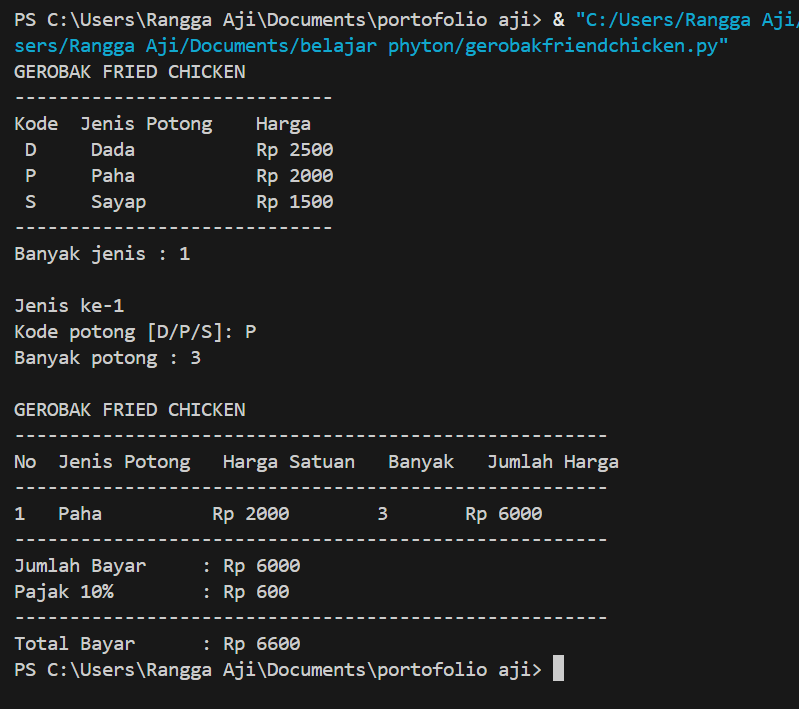 PS C:\Users\Rangga Aji\Documents\portofolio aji> & "C:/Users/Rangga Aji/
sers/Rangga Aji/Documents/belajar phyton/gerobakfriendchicken.py"
GEROBAK FRIED CHICKEN
-----------------------------
Kode  Jenis Potong    Harga
 D     Dada           Rp 2500
 P     Paha           Rp 2000
 S     Sayap          Rp 1500
-----------------------------
Banyak jenis : 1

Jenis ke-1
Kode potong [D/P/S]: P
Banyak potong : 3

GEROBAK FRIED CHICKEN
------------------------------------------------------
No  Jenis Potong   Harga Satuan   Banyak   Jumlah Harga
------------------------------------------------------
1   Paha          Rp 2000        3       Rp 6000
------------------------------------------------------
Jumlah Bayar     : Rp 6000
Pajak 10%        : Rp 600
------------------------------------------------------
Total Bayar      : Rp 6600
PS C:\Users\Rangga Aji\Documents\portofolio aji>